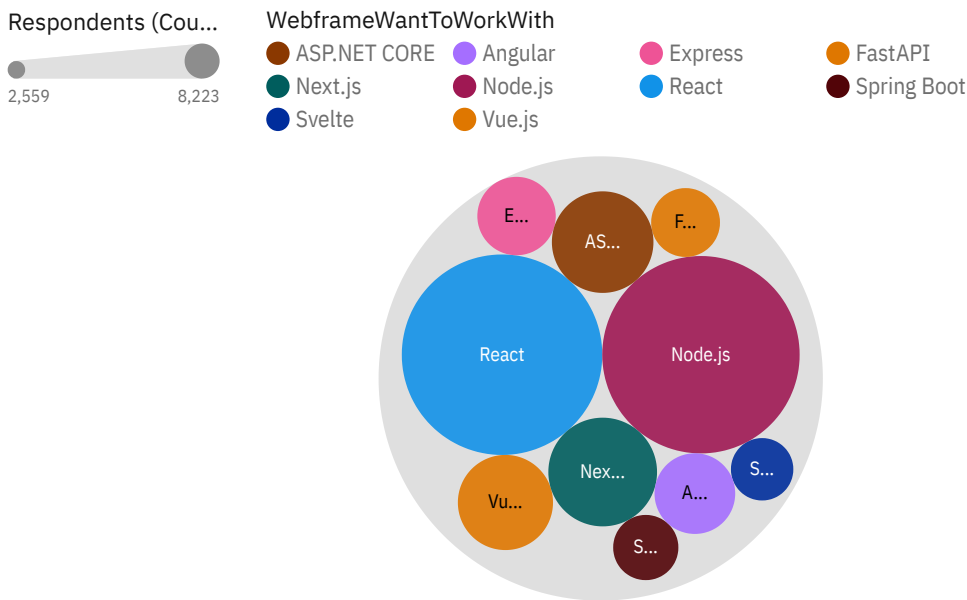 Respondents (Cou...
2,559 8,223
WebframeWantToWorkWith
ASP.NET CORE Angular Express FastAPI
Next.js Node.js React Spring Boot
Svelte Vue.js
E...
AS...
F...
React
Node.js
Nex...
Vu...
A...
S...
S...